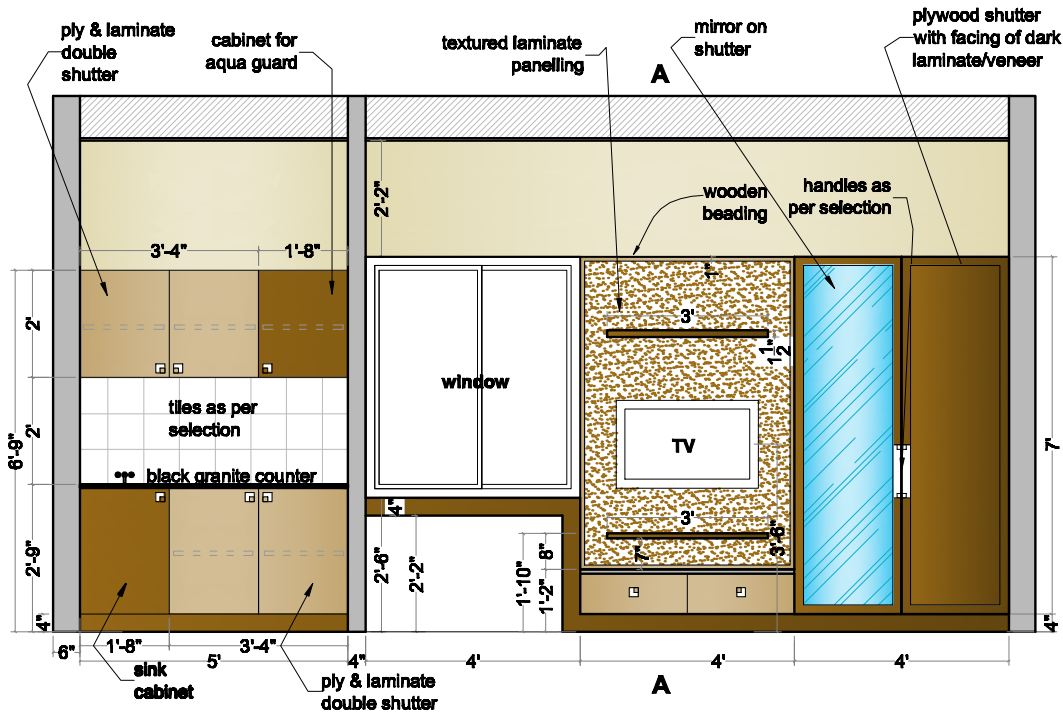 ply & laminate
double
shutter
cabinet for
aqua guard
textured laminate
panelling
A
mirror on
shutter
plywood shutter
with facing of dark
laminate/veneer
2'-2"
wooden
beading
handles as
per selection
3'-4"
1'-8"
1"
2'
3'
1 1/2"
window
tiles as per
selection
2'
6'-9"
TV
7'
black granite counter
4"
3'
3'-6"
2'-9"
2'-6"
2'-2"
1'-10"
8"
1'-2"
7"
4"
4"
6"
1'-8"
5'
3'-4"
4"
4'
4'
4'
sink
cabinet
ply & laminate
double shutter
A